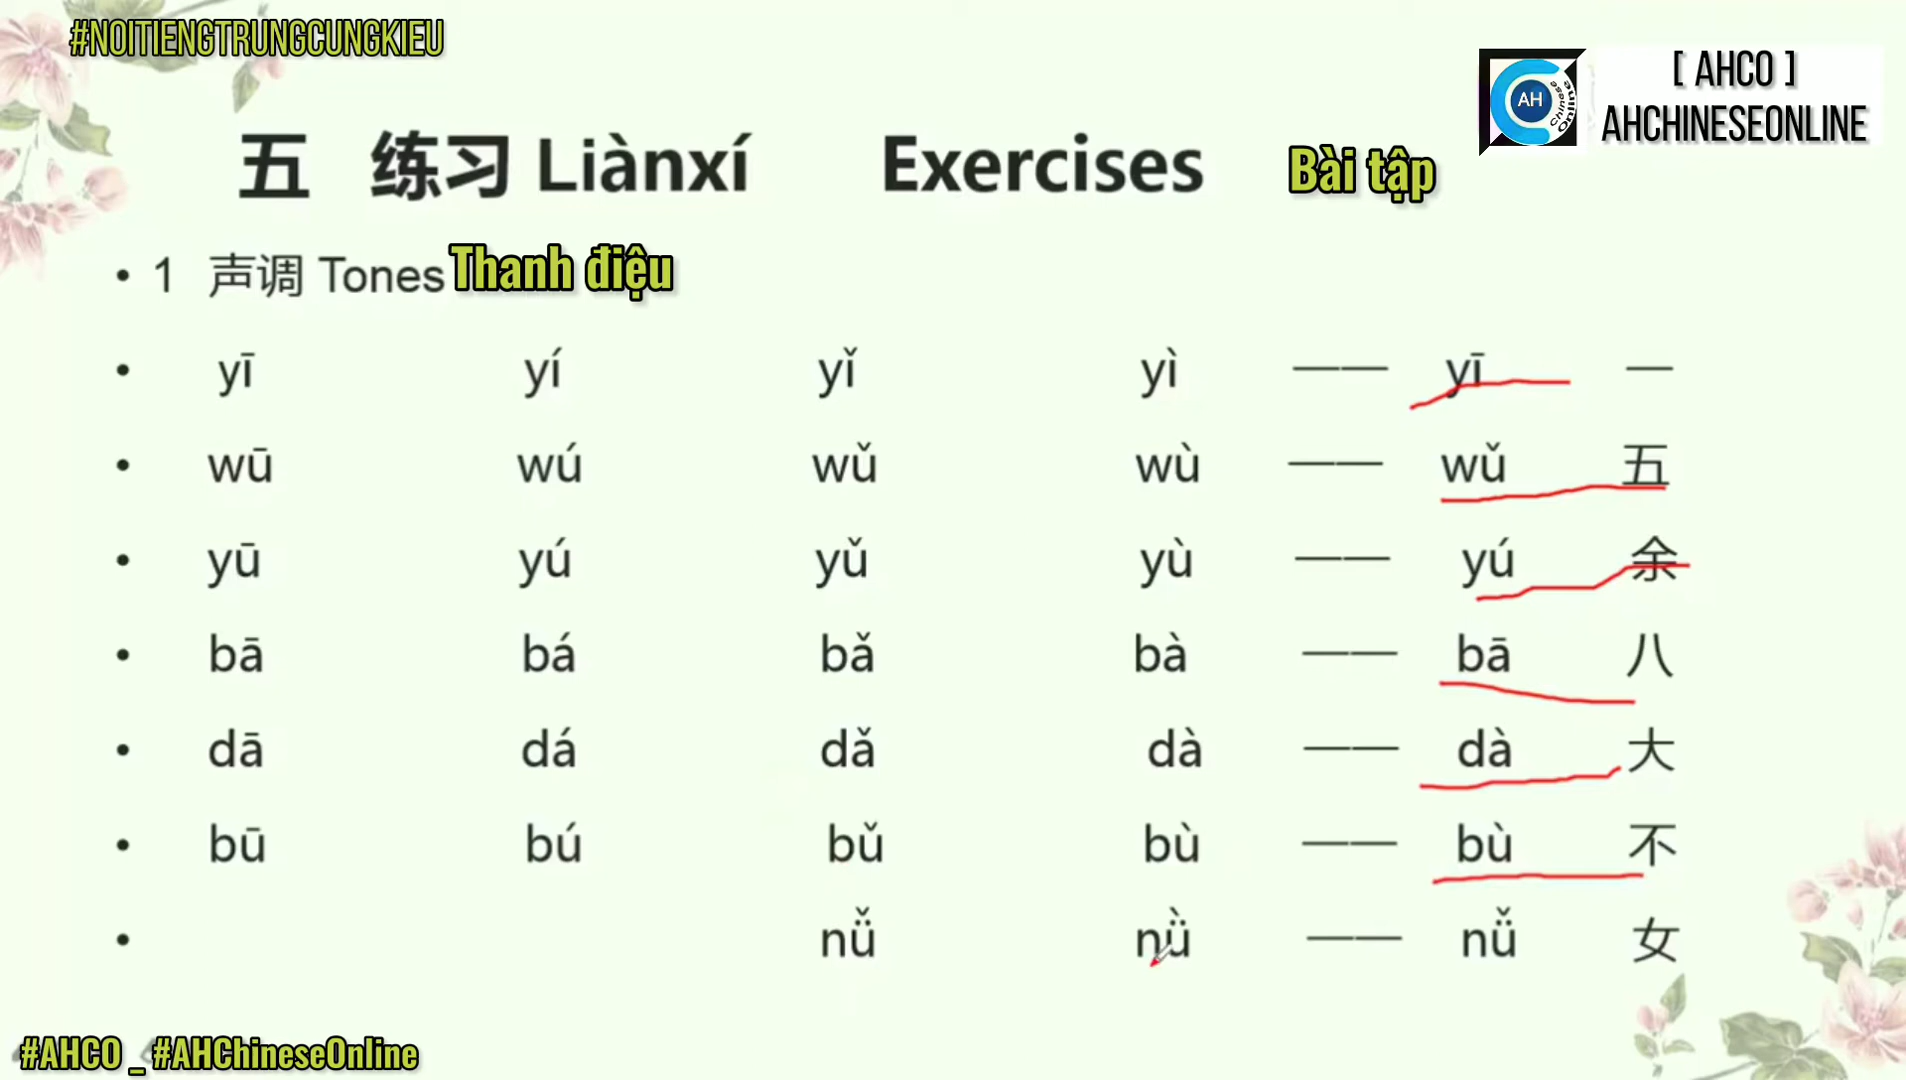 #NOITIENGTRUNGCUNGKIEU
[ AHCO ]
AHCHINESEONLINE
AH Chinese Online
五 练习 Liànxí Exercises Bài tập
• 1 声调 Tones Thanh điệu
• yī yí yǐ yì —— yī 一
• wū wú wǔ wù —— wǔ 五
• yū yú yǔ yù —— yú 余
• bā bá bǎ bà —— bā 八
• dā dá dǎ dà —— dà 大
• bū bú bǔ bù —— bù 不
• nǚ nǜ —— nǚ 女
#AHCO _ #AHChineseOnline